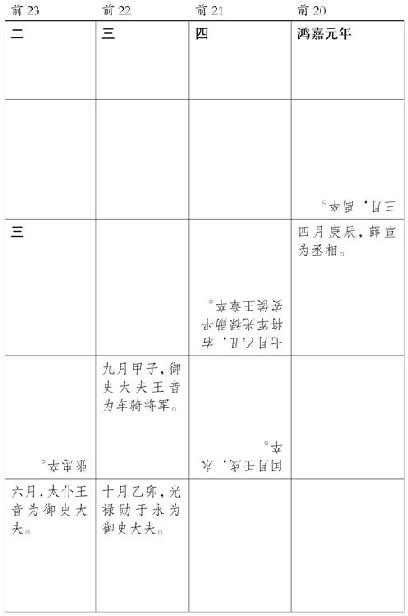 前 23
前 22
前 21
前 20
二
三
四
鸿嘉元年
三月，禹卒。
三
七月乙丑，右
将军光禄勋平
安侯王章卒。
四月庚辰，薛宣
为丞相。
张忠卒。
九月甲子，御
史大夫王音
为车骑将军。
闰月壬戌，永
卒。
六月，太仆王
音为御史大
夫。
十月乙卯，光
禄勋于永为
御史大夫。